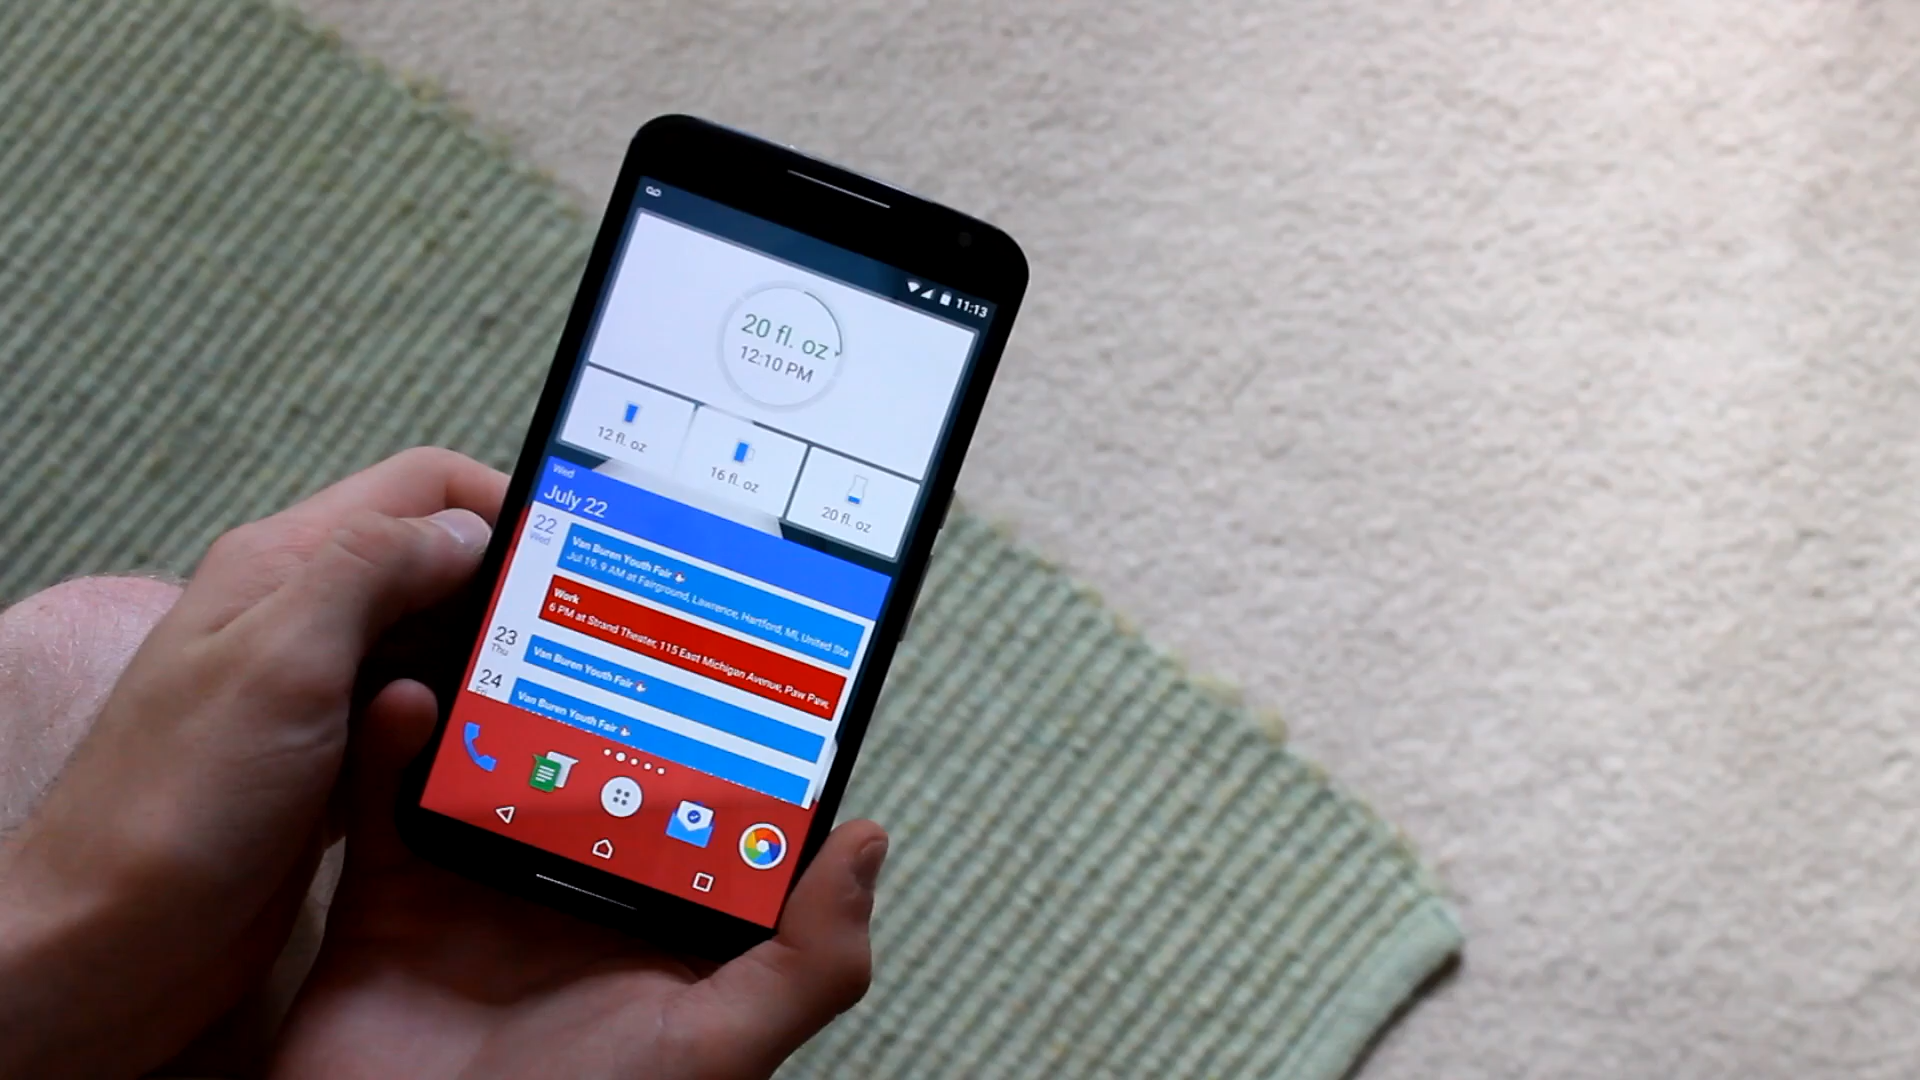 11:13
20 fl. oz
12:10 PM
12 fl. oz
16 fl. oz
20 fl. oz
Wed
July 22
22
Wed
Van Buren Youth Fair
Jul 19, 9 AM at Fairground, Lawrence, Hartford, MI, United Sta
Work
6 PM at Strand Theater, 115 East Michigan Avenue, Paw Paw,
23
Thu
Van Buren Youth Fair
24
Fri
Van Buren Youth Fair